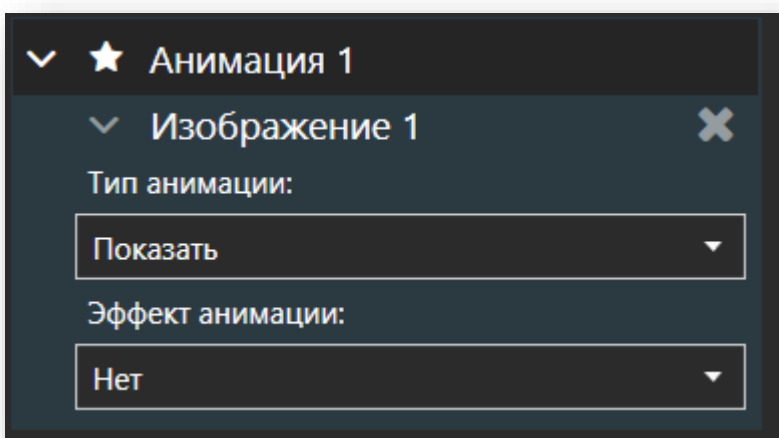 Анимация 1
Изображение 1
Тип анимации:
Показать
Эффект анимации:
Нет